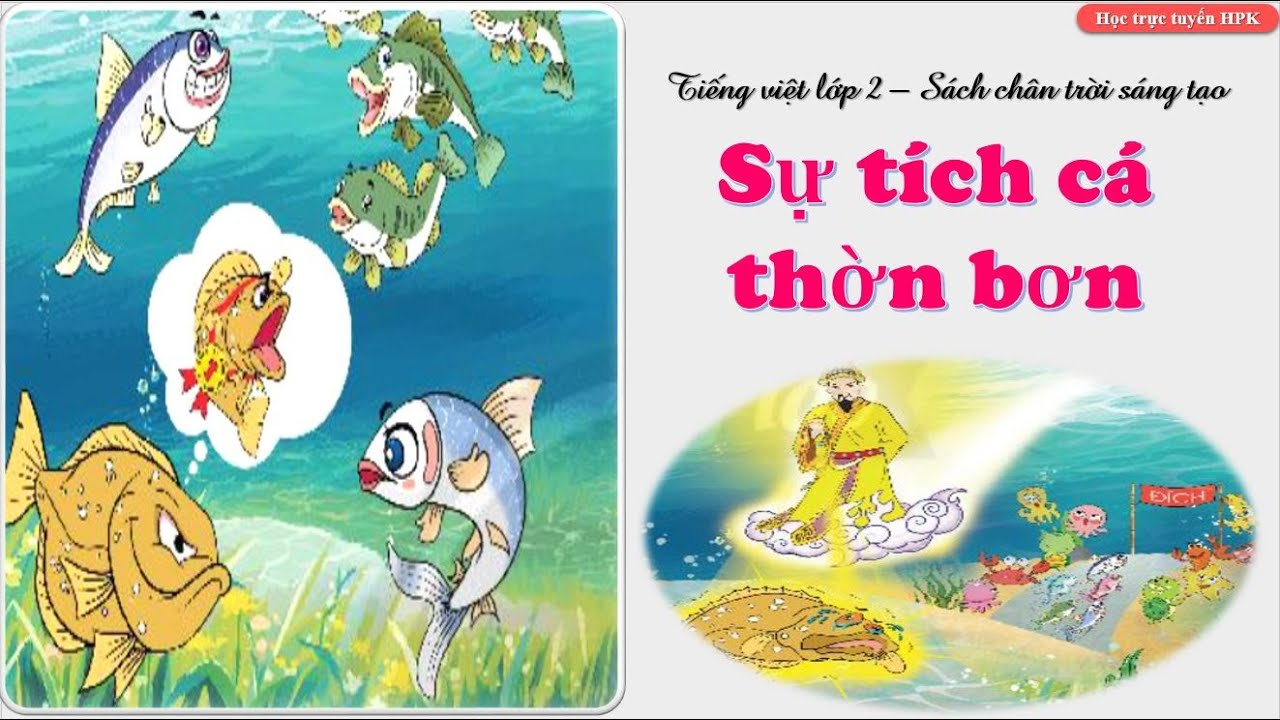 Học trực tuyến HPK
Tiếng việt lớp 2 – Sách chân trời sáng tạo
Sự tích cá
thờn bơn
ĐÍCH